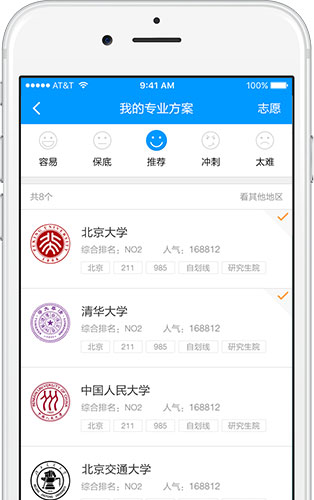 AT&T 9:41 AM 100%
我的专业方案 志愿
容易 保底 推荐 冲刺 太难
共8个 看其他地区
北京大学
综合排名：NO2 人气：168812
北京 211 985 自划线 研究生院
清华大学
综合排名：NO2 人气：168812
北京 211 985 自划线 研究生院
中国人民大学
综合排名：NO2 人气：168812
北京 211 985 自划线 研究生院
北京交通大学
综合排名：NO2 人气：168812